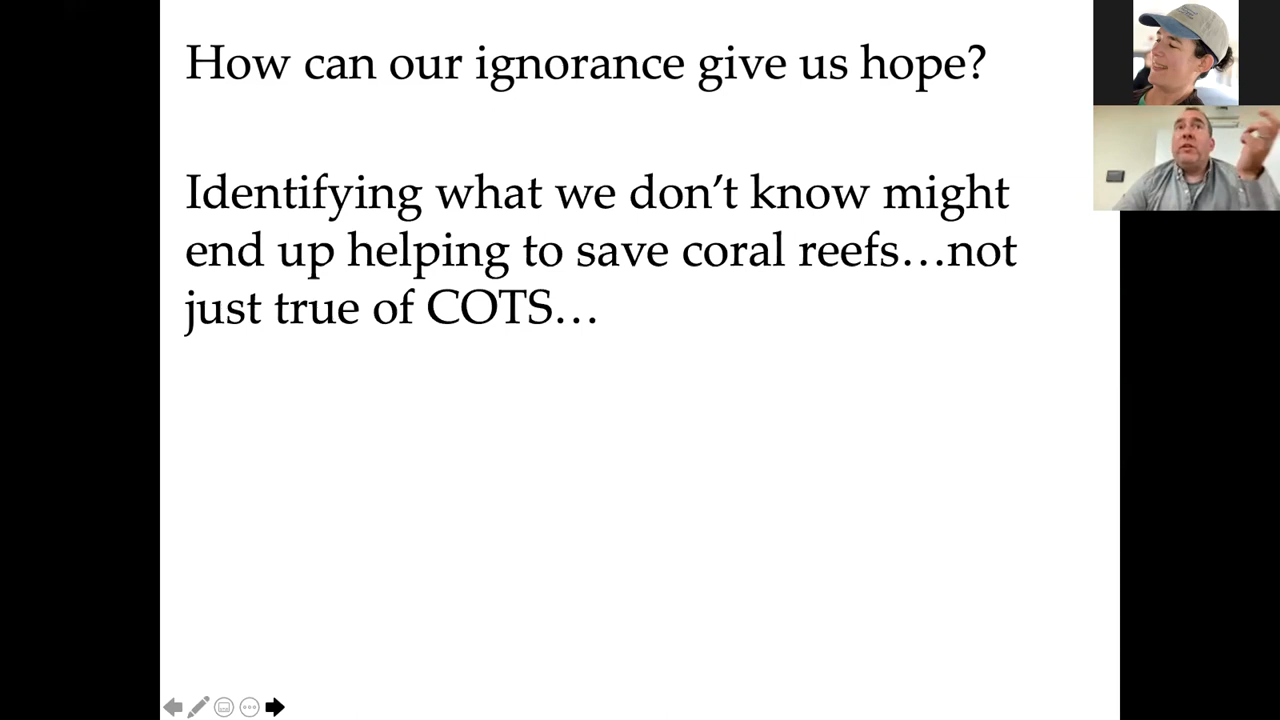 How can our ignorance give us hope?
Identifying what we don’t know might
end up helping to save coral reefs…not
just true of COTS…